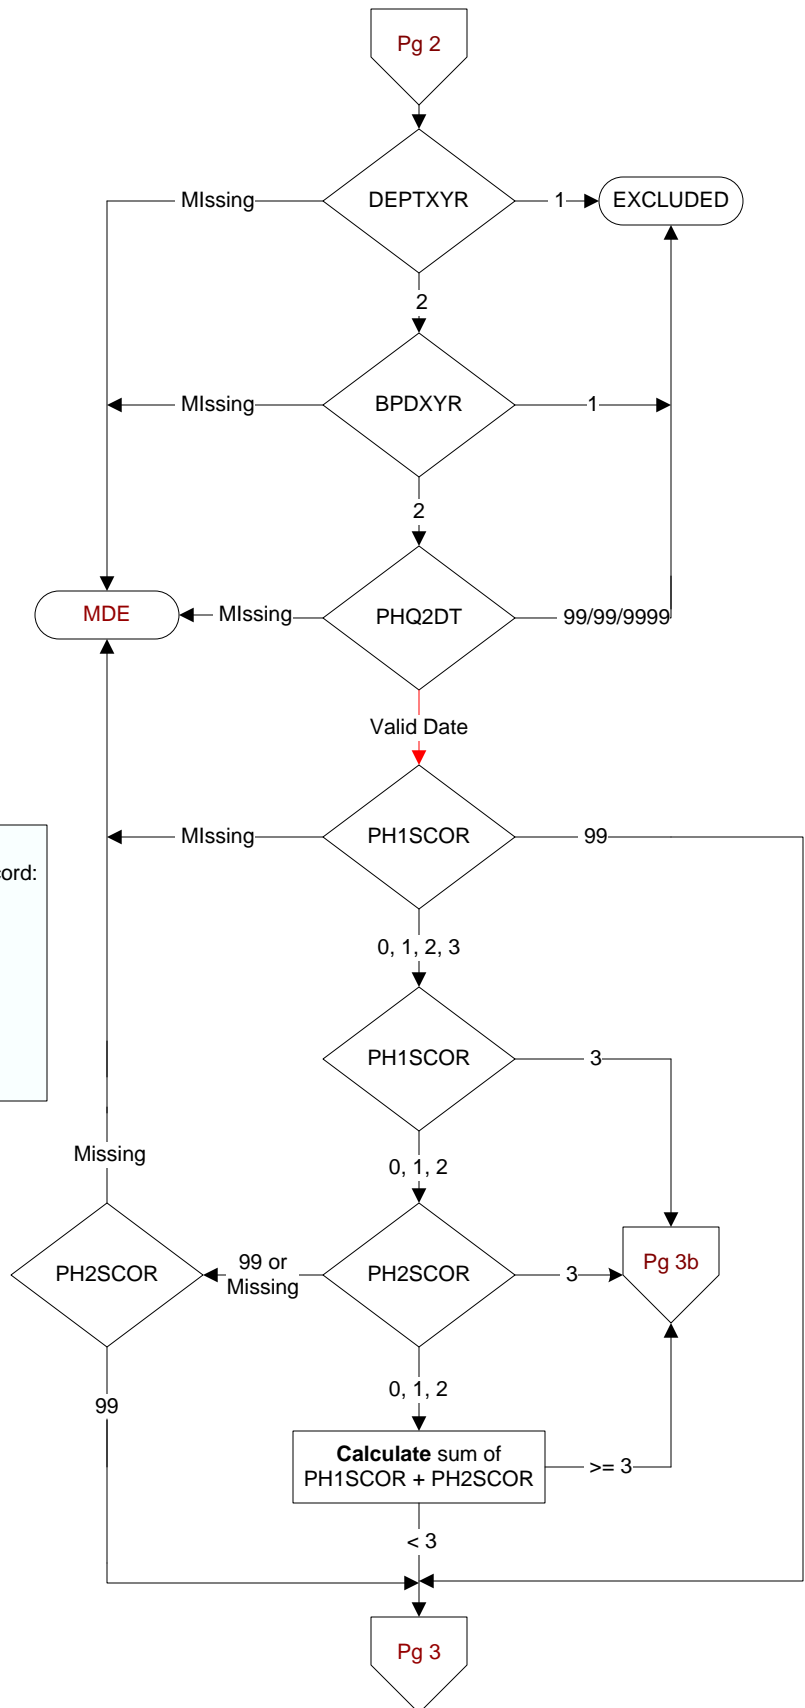 Pg 2
MIssing
DEPTXYR
1
EXCLUDED
2
MIssing
BPDXYR
1
2
MDE
MIssing
PHQ2DT
99/99/9999
Valid Date
MIssing
PH1SCOR
99
cord:
0, 1, 2, 3
PH1SCOR
3
Missing
0, 1, 2
PH2SCOR
99 or
Missing
PH2SCOR
3
Pg 3b
99
0, 1, 2
Calculate sum of
PH1SCOR + PH2SCOR
>= 3
< 3
Pg 3